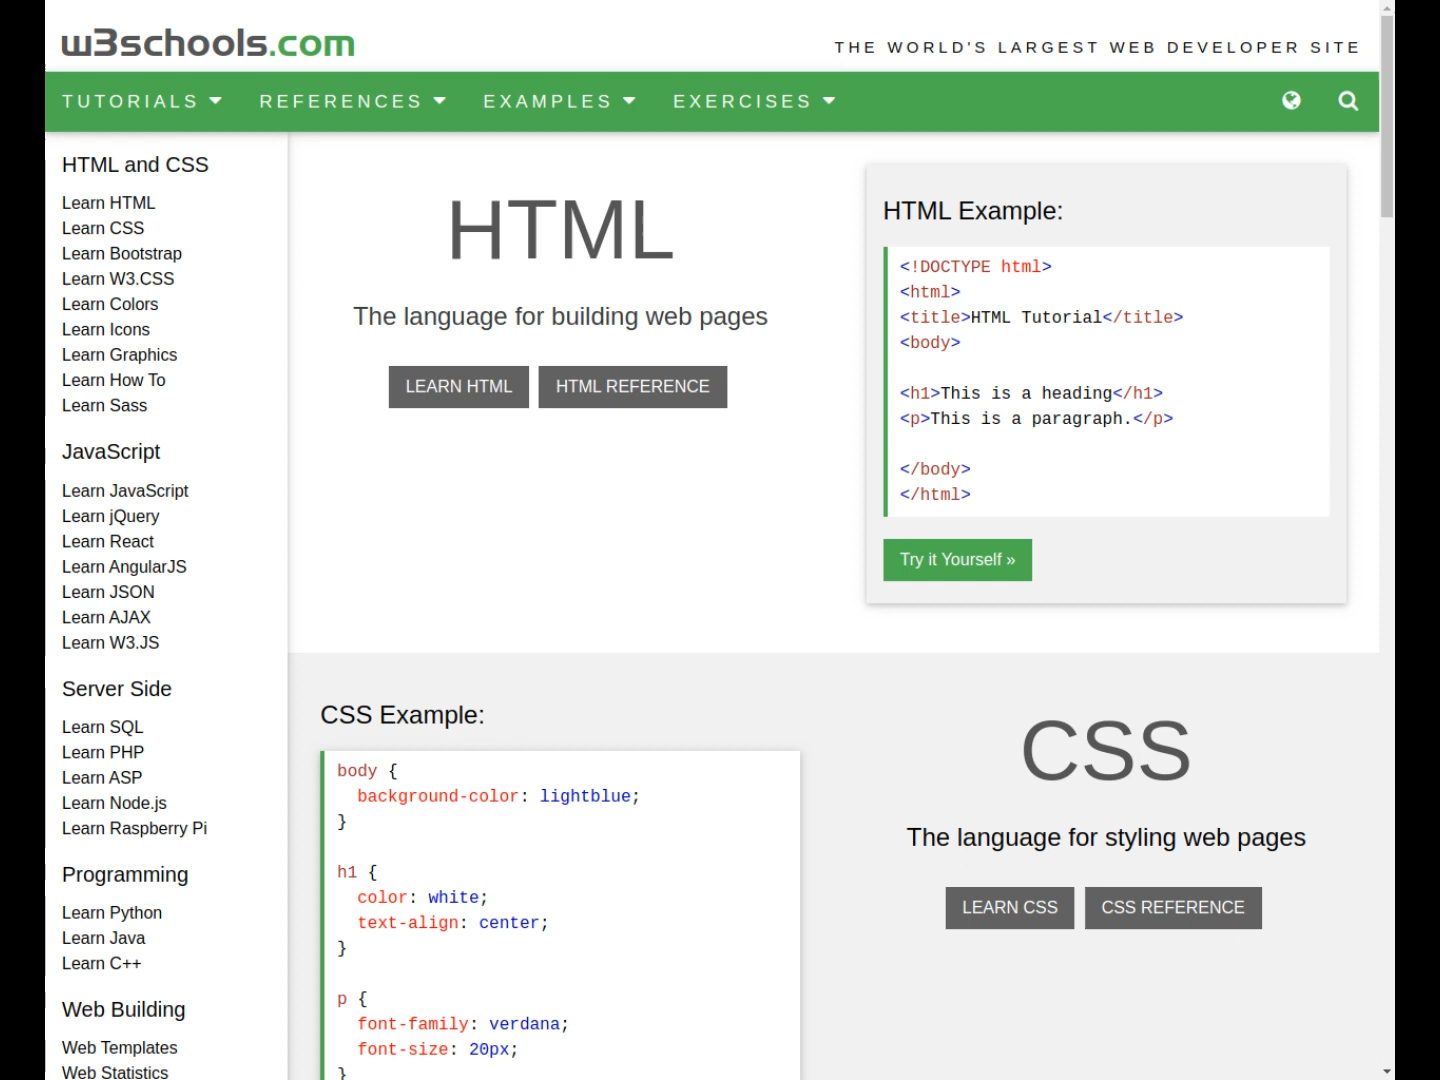 w3schools.com
THE WORLD'S LARGEST WEB DEVELOPER SITE
TUTORIALS REFERENCES EXAMPLES EXERCISES
HTML and CSS
Learn HTML
Learn CSS
Learn Bootstrap
Learn W3.CSS
Learn Colors
Learn Icons
Learn Graphics
Learn How To
Learn Sass
JavaScript
Learn JavaScript
Learn jQuery
Learn React
Learn AngularJS
Learn JSON
Learn AJAX
Learn W3.JS
Server Side
Learn SQL
Learn PHP
Learn ASP
Learn Node.js
Learn Raspberry Pi
Programming
Learn Python
Learn Java
Learn C++
Web Building
Web Templates
Web Statistics
HTML
The language for building web pages
LEARN HTML HTML REFERENCE
HTML Example:
<!DOCTYPE html>
<html>
<title>HTML Tutorial</title>
<body>
<h1>This is a heading</h1>
<p>This is a paragraph.</p>
</body>
</html>
Try it Yourself »
CSS Example:
body {
background-color: lightblue;
}
h1 {
color: white;
text-align: center;
}
p {
font-family: verdana;
font-size: 20px;
}
CSS
The language for styling web pages
LEARN CSS CSS REFERENCE